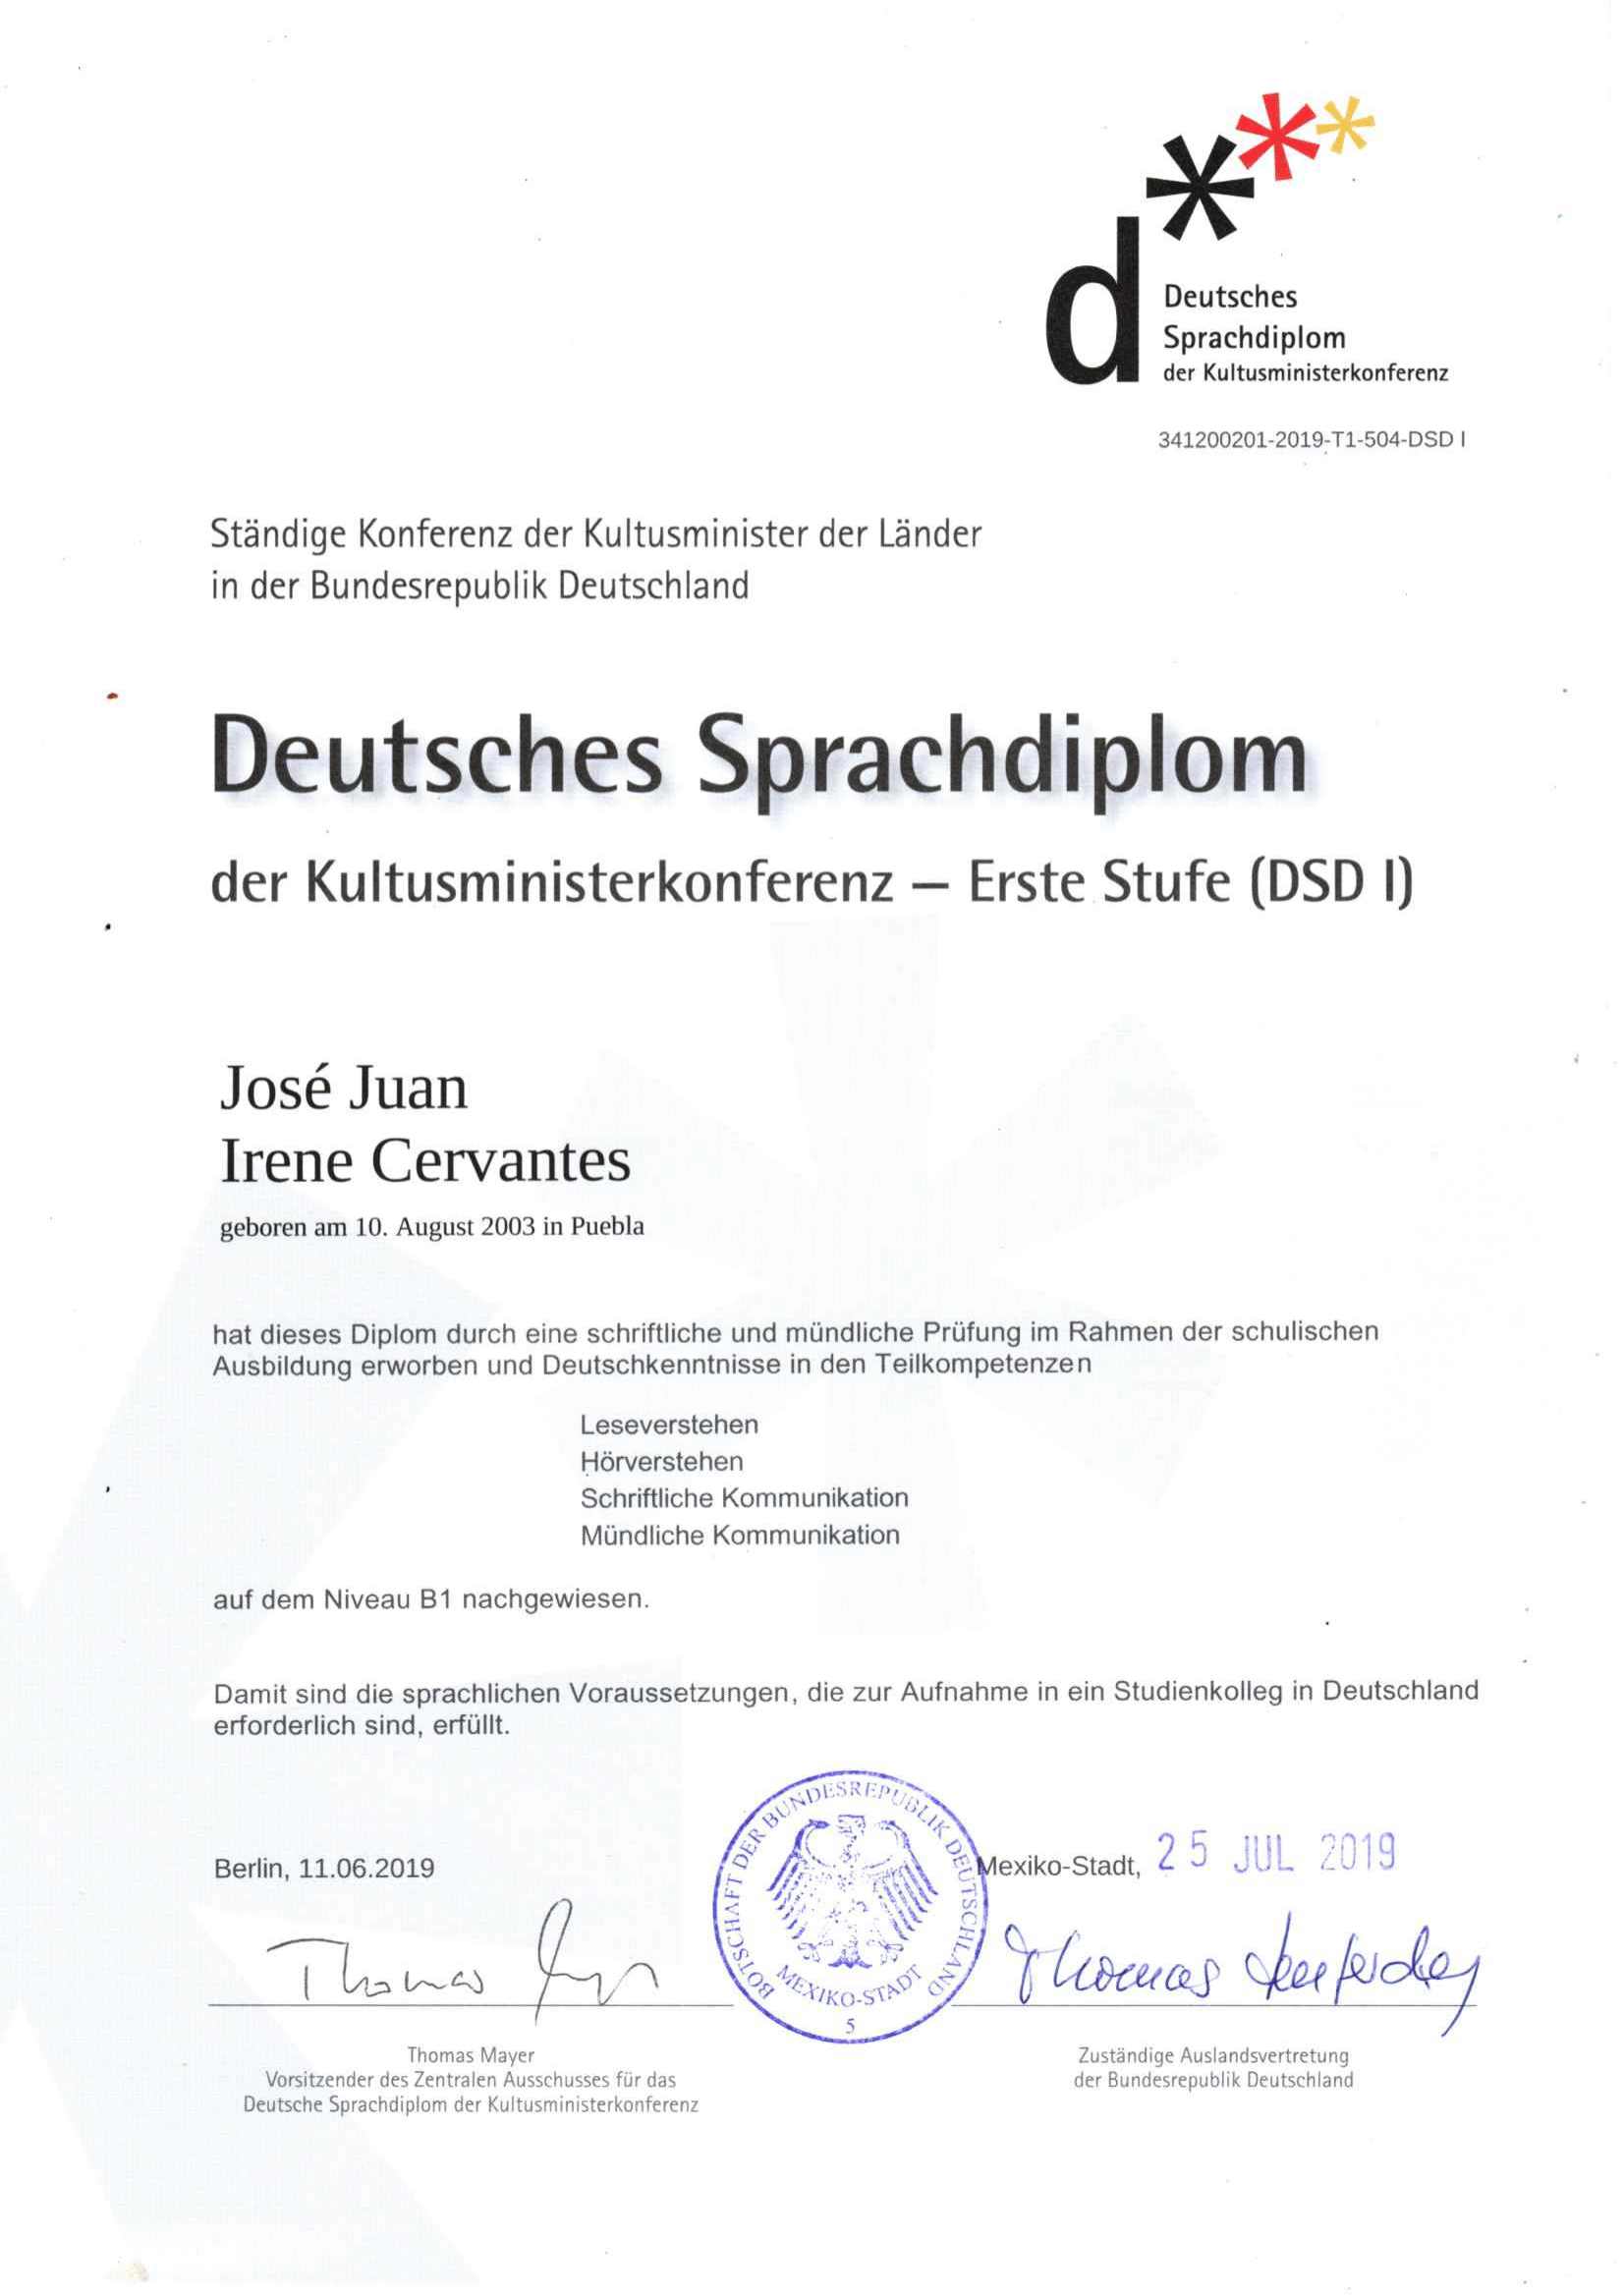 Deutsches
Sprachdiplom
der Kultusministerkonferenz
341200201-2019-T1-504-DSD I
Ständige Konferenz der Kultusminister der Länder
in der Bundesrepublik Deutschland
Deutsches Sprachdiplom
der Kultusministerkonferenz – Erste Stufe (DSD I)
José Juan
Irene Cervantes
geboren am 10. August 2003 in Puebla
hat dieses Diplom durch eine schriftliche und mündliche Prüfung im Rahmen der schulischen
Ausbildung erworben und Deutschkenntnisse in den Teilkompetenzen
Leseverstehen
Hörverstehen
Schriftliche Kommunikation
Mündliche Kommunikation
auf dem Niveau B1 nachgewiesen.
Damit sind die sprachlichen Voraussetzungen, die zur Aufnahme in ein Studienkolleg in Deutschland
erforderlich sind, erfüllt.
Berlin, 11.06.2019
BOTSCHAFT DER BUNDESREPUBLIK DEUTSCHLAND
MEXIKO-STADT
5
Mexiko-Stadt, 25 JUL 2019
Thomas
Thomas
Thomas Mayer
Vorsitzender des Zentralen Ausschusses für das
Deutsche Sprachdiplom der Kultusministerkonferenz
Zuständige Auslandsvertretung
der Bundesrepublik Deutschland